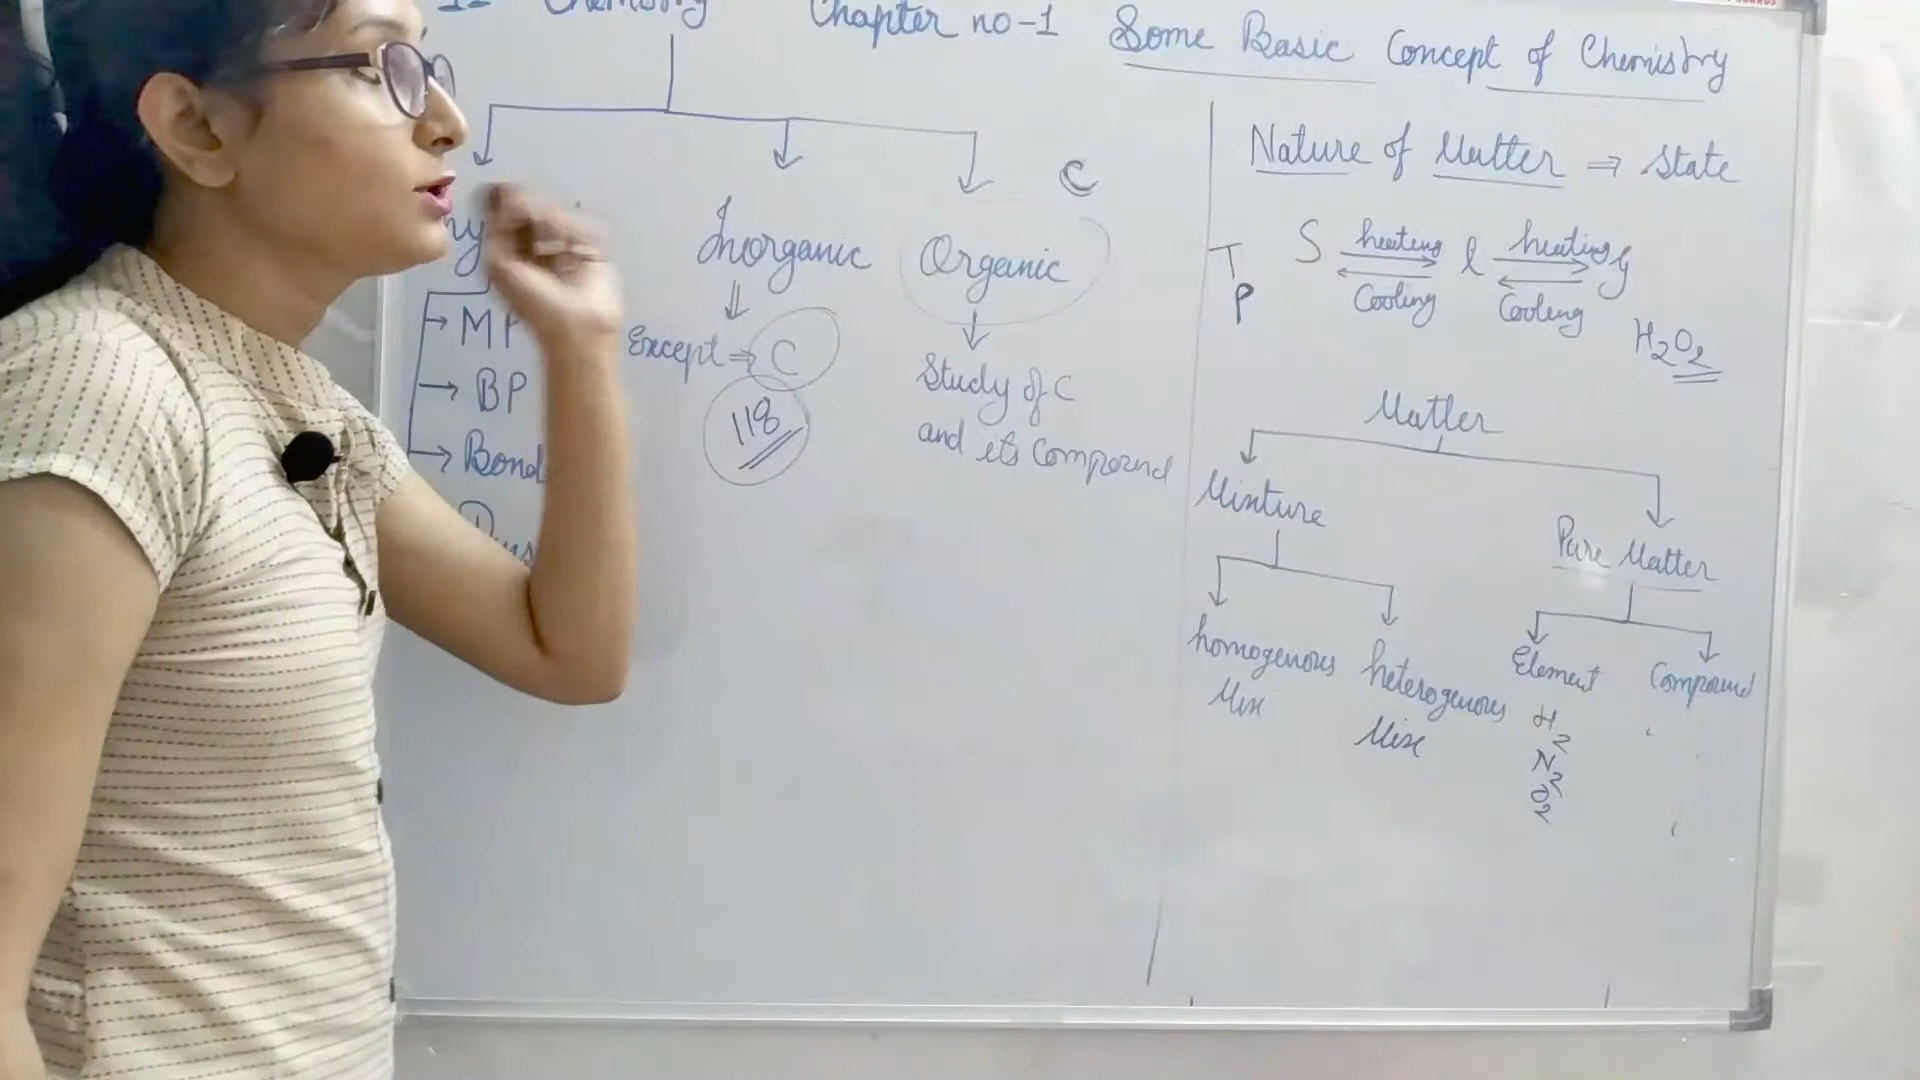 Chemistry Chapter no-1 Some Basic Concept of Chemistry
Inorganic
Except ⇒ C
118
C
Organic
Study of C
and its Compound
MP
BP
Bond
Nature of Matter ⇒ State
T
P
S heating l heating g
Cooling Cooling
H2O2
Matter
Mixture
Pure Matter
homogenous
Mix
heterogenous
Mix
Element
H2
N2
O2
Compound